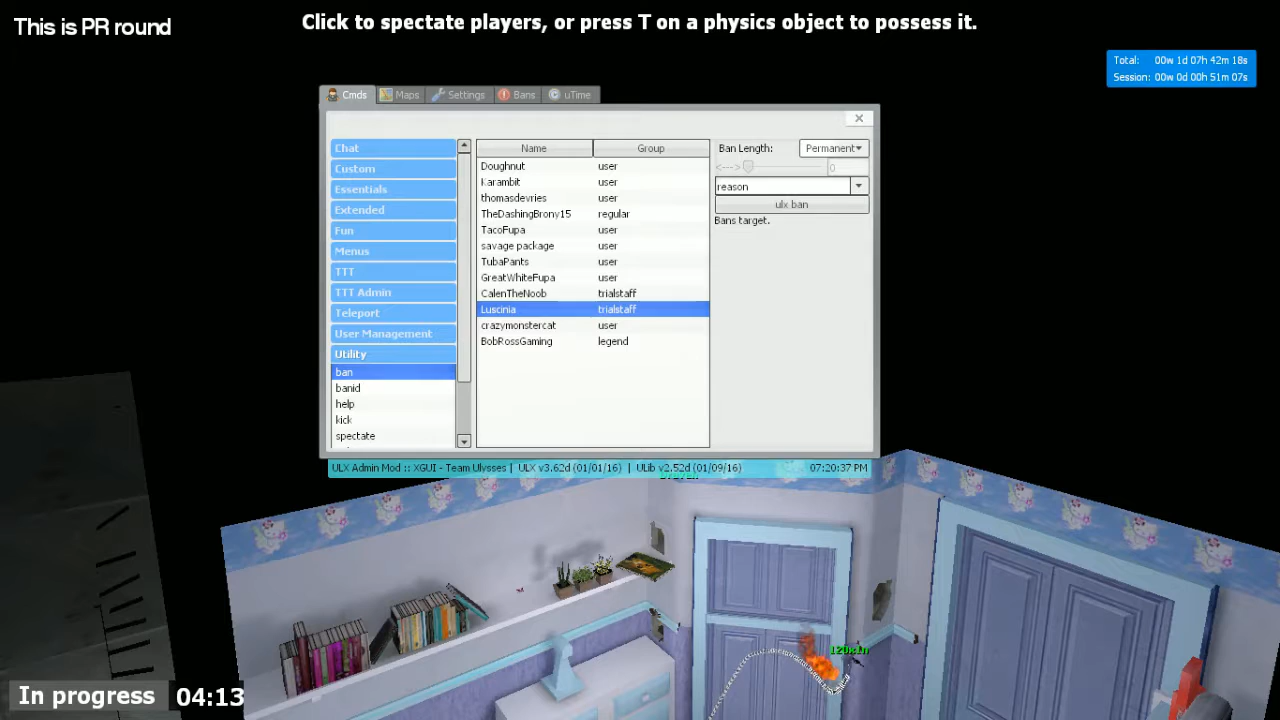 This is PR round
Click to spectate players, or press T on a physics object to possess it.
Total: 00w 1d 07h 42m 18s
Session: 00w 0d 00h 51m 07s
Cmds Maps Settings Bans uTime
Chat
Custom
Essentials
Extended
Fun
Menus
TTT
TTT Admin
Teleport
User Management
Utility
ban
banid
help
kick
spectate
Name Group
Doughnut user
Karambit user
thomasdevries user
TheDashingBrony15 regular
TacoFupa user
savage package user
TubaPants user
GreatWhiteFupa user
CalenTheNoob trialstaff
Luscinia trialstaff
crazymonstercat user
BobRossGaming legend
Ban Length: Permanent
<---> 0
reason
ulx ban
Bans target.
ULX Admin Mod :: XGUI - Team Ulysses | ULX v3.62d (01/01/16) | ULib v2.52d (01/09/16) 07:20:37 PM
In progress 04:13